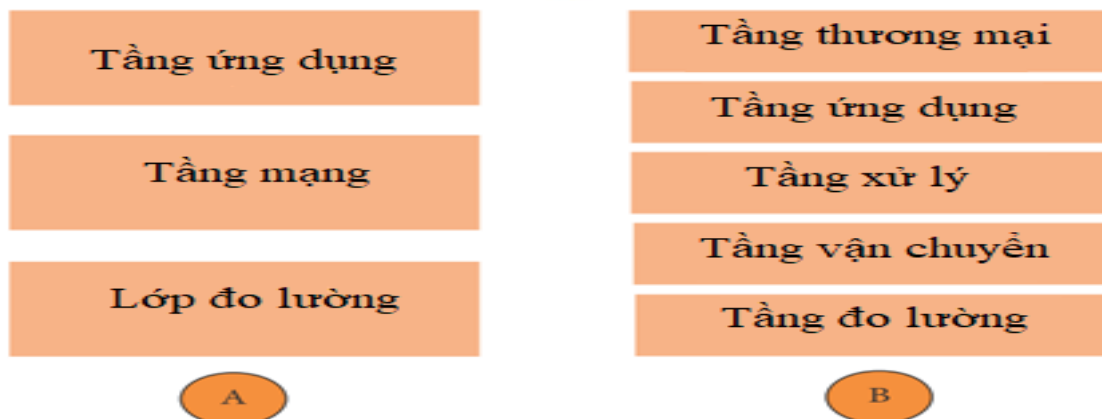 Tầng ứng dụng
Tầng mạng
Lớp đo lường
A
Tầng thương mại
Tầng ứng dụng
Tầng xử lý
Tầng vận chuyển
Tầng đo lường
B